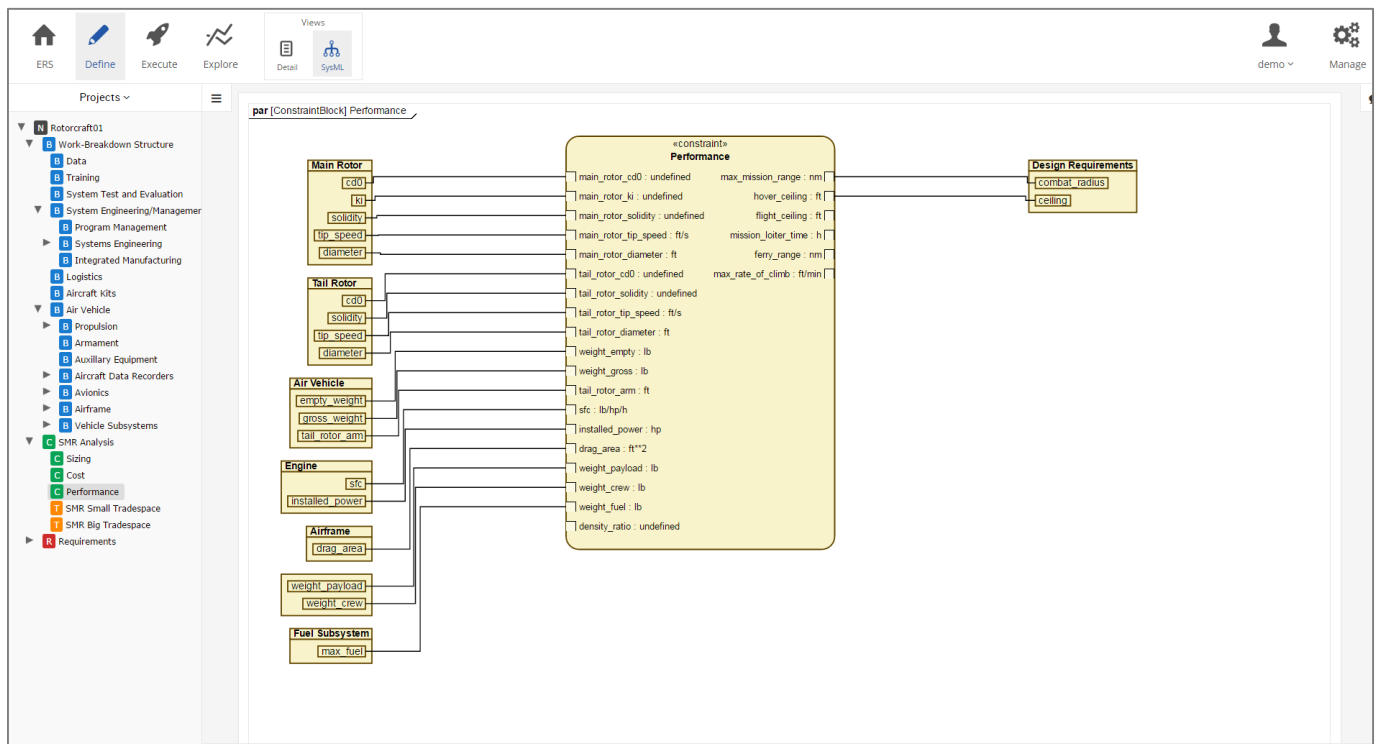 Views
ERS
Define
Execute
Explore
Detail
SysML
demo
Manage
Projects
N Rotorcraft01
B Work-Breakdown Structure
B Data
B Training
B System Test and Evaluation
B System Engineering/Managemer
B Program Management
B Systems Engineering
B Integrated Manufacturing
B Logistics
B Aircraft Kits
B Air Vehicle
B Propulsion
B Armament
B Auxillary Equipment
B Aircraft Data Recorders
B Avionics
B Airframe
B Vehicle Subsystems
C SMR Analysis
C Sizing
C Cost
C Performance
T SMR Small Tradespace
T SMR Big Tradespace
R Requirements
par [ConstraintBlock] Performance
Main Rotor
cd0
ki
solidity
tip_speed
diameter
Tail Rotor
cd0
solidity
tip_speed
diameter
Air Vehicle
empty_weight
gross_weight
tail_rotor_arm
Engine
sfc
installed_power
Airframe
drag_area
weight_payload
weight_crew
Fuel Subsystem
max_fuel
«constraint»
Performance
main_rotor_cd0 : undefined
main_rotor_ki : undefined
main_rotor_solidity : undefined
main_rotor_tip_speed : ft/s
main_rotor_diameter : ft
tail_rotor_cd0 : undefined
tail_rotor_solidity : undefined
tail_rotor_tip_speed : ft/s
tail_rotor_diameter : ft
weight_empty : lb
weight_gross : lb
tail_rotor_arm : ft
sfc : lb/hp/h
installed_power : hp
drag_area : ft**2
weight_payload : lb
weight_crew : lb
weight_fuel : lb
density_ratio : undefined
max_mission_range : nm
hover_ceiling : ft
flight_ceiling : ft
mission_loiter_time : h
ferry_range : nm
max_rate_of_climb : ft/min
Design Requirements
combat_radius
ceiling